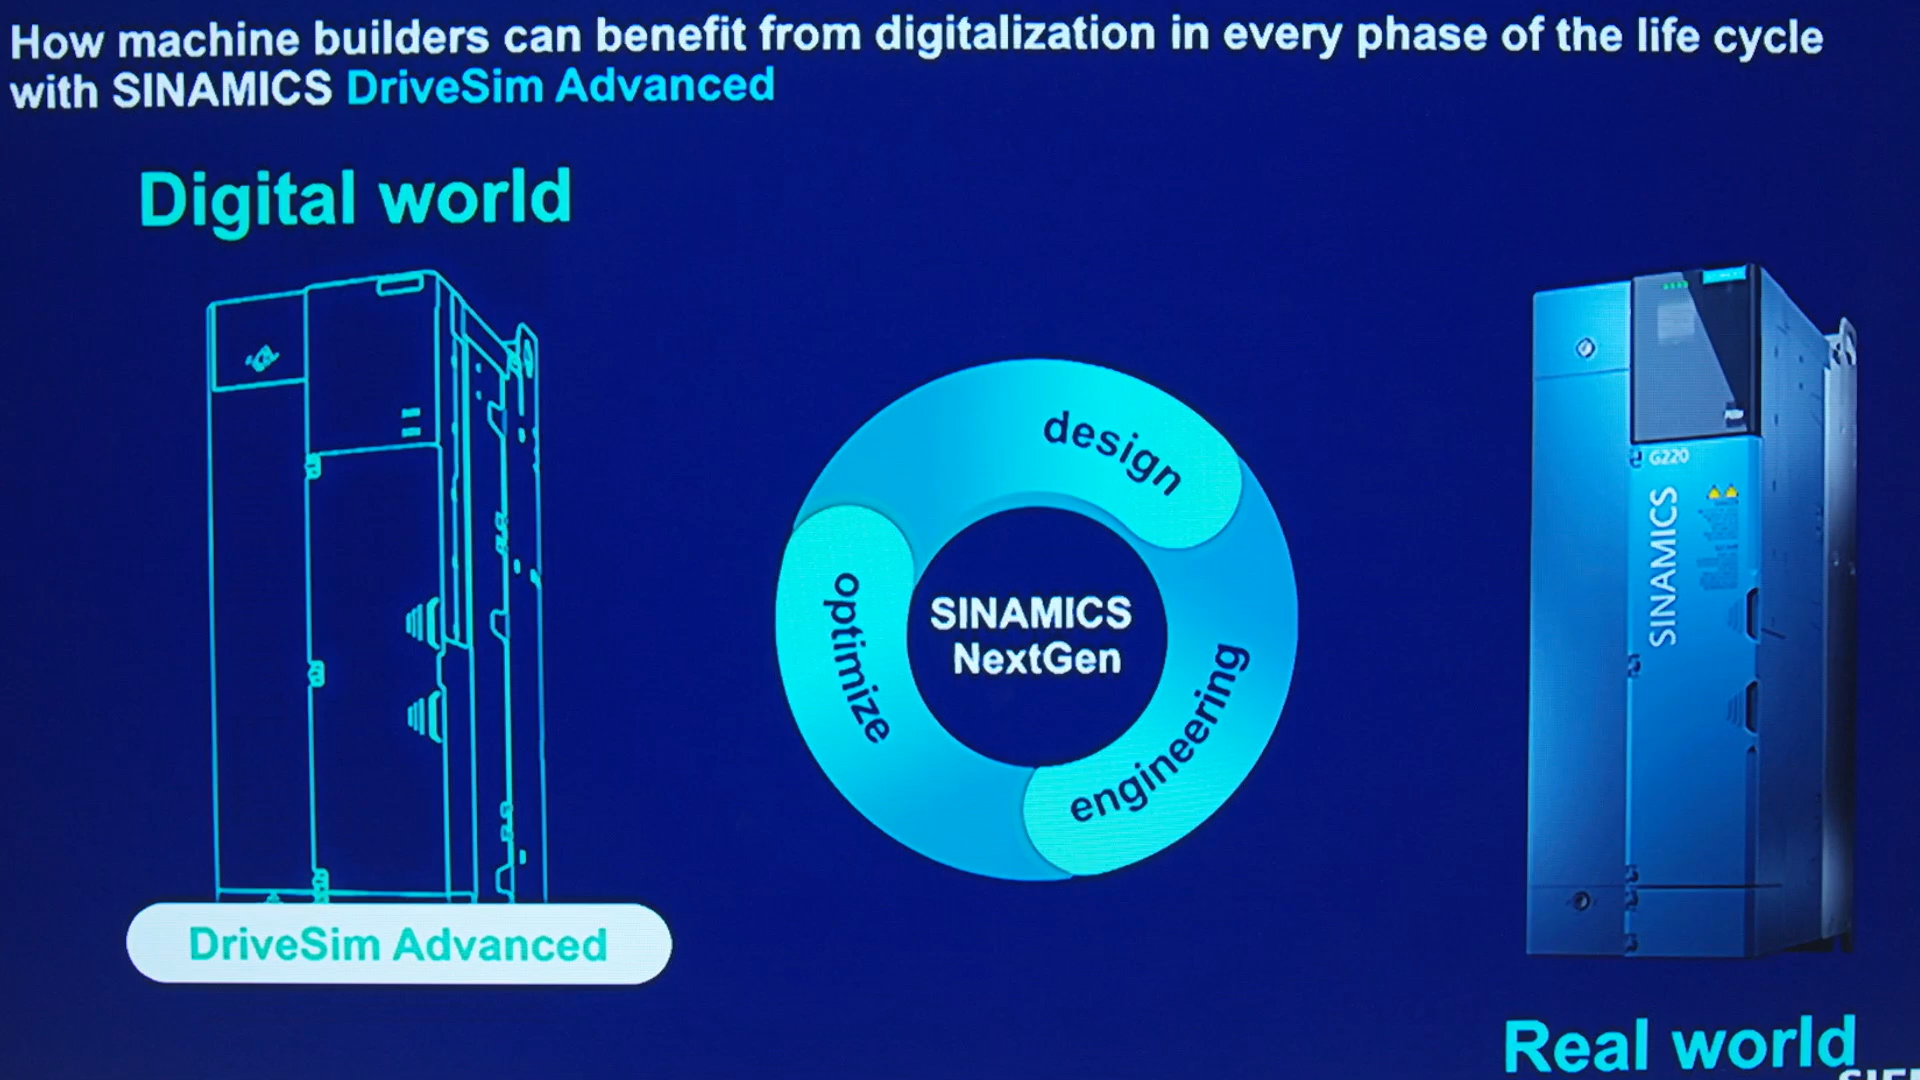 How machine builders can benefit from digitalization in every phase of the life cycle
with SINAMICS DriveSim Advanced
Digital world
design
optimize
SINAMICS
NextGen
engineering
G220
SINAMICS
DriveSim Advanced
Real world